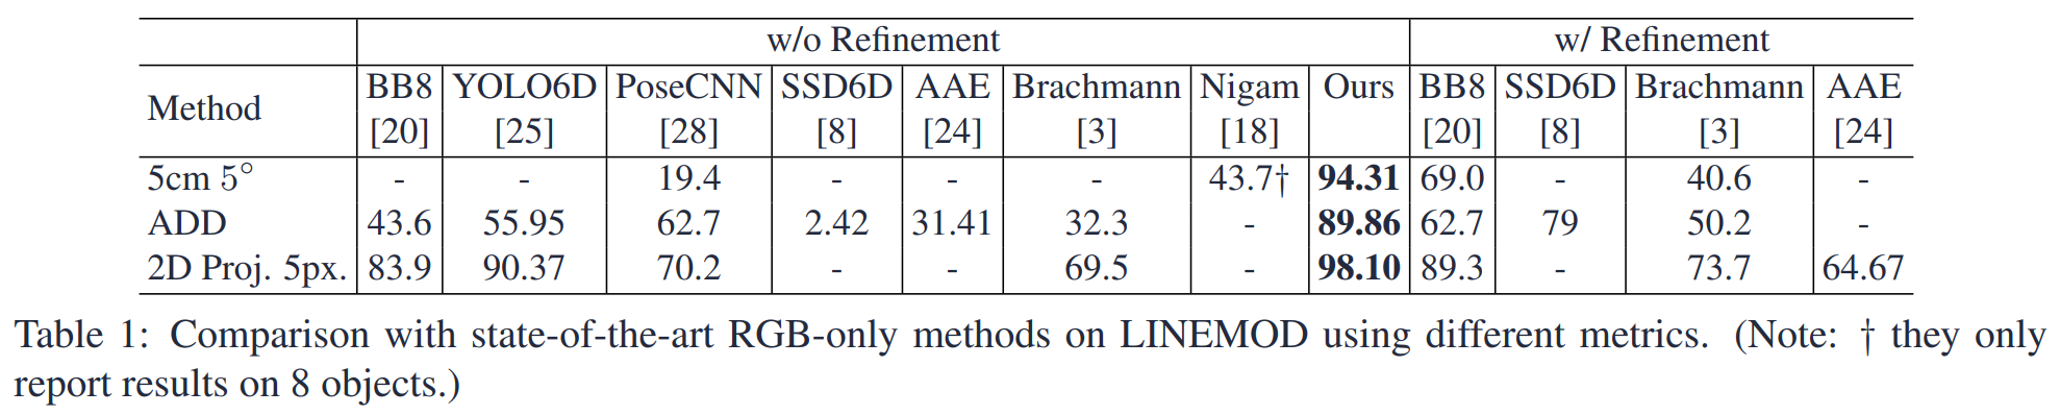 w/o Refinement w/ Refinement
Method BB8 YOLO6D PoseCNN SSD6D AAE Brachmann Nigam Ours BB8 SSD6D Brachmann AAE
[20] [25] [28] [8] [24] [3] [18] [20] [8] [3] [24]
5cm 5° - - 19.4 - - - 43.7† 94.31 69.0 - 40.6 -
ADD 43.6 55.95 62.7 2.42 31.41 32.3 - 89.86 62.7 79 50.2 -
2D Proj. 5px. 83.9 90.37 70.2 - - 69.5 - 98.10 89.3 - 73.7 64.67
Table 1: Comparison with state-of-the-art RGB-only methods on LINEMOD using different metrics. (Note: † they only
report results on 8 objects.)